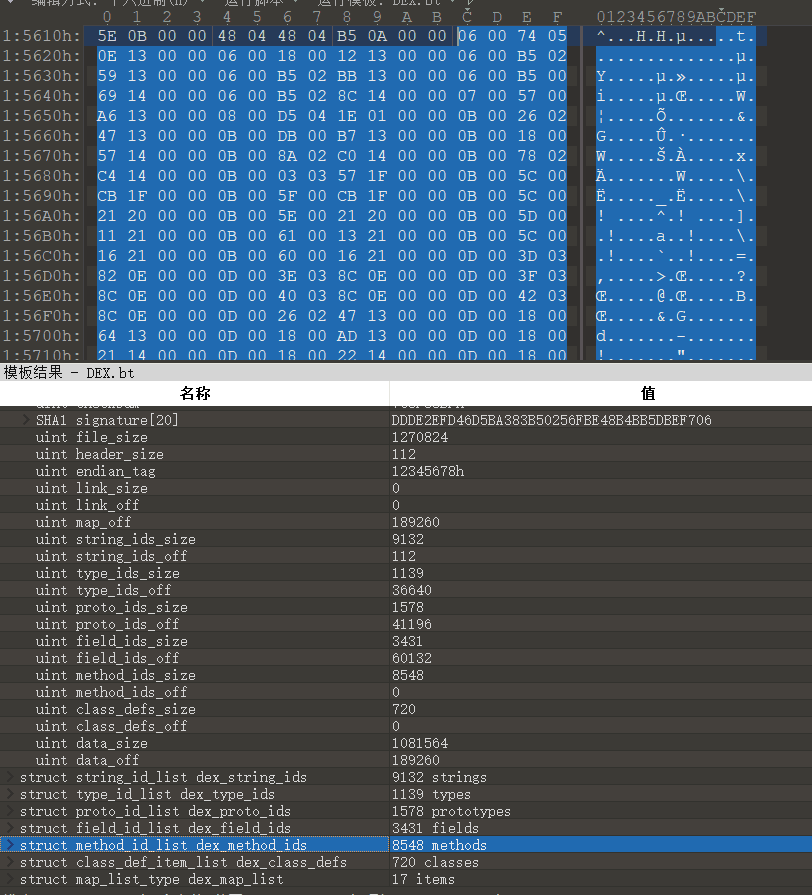 0 1 2 3 4 5 6 7 8 9 A B C D E F 0123456789ABCDEF
1:5610h: 5E 0B 00 00 48 04 48 04 B5 0A 00 00 06 00 74 05 ^...H.H.µ.....t.
1:5620h: 0E 13 00 00 06 00 18 00 12 13 00 00 06 00 B5 02 ..............µ.
1:5630h: 59 13 00 00 06 00 B5 02 BB 13 00 00 06 00 B5 00 Y.....µ.».....µ.
1:5640h: 69 14 00 00 06 00 B5 02 8C 14 00 00 07 00 57 00 i.....µ.Œ.....W.
1:5650h: A6 13 00 00 08 00 D5 04 1E 01 00 00 0B 00 26 02 ¦.....Õ.......&.
1:5660h: 47 13 00 00 0B 00 DB 00 B7 13 00 00 0B 00 18 00 G.....Û.·.......
1:5670h: 57 14 00 00 0B 00 8A 02 C0 14 00 00 0B 00 78 02 W.....Š.À.....x.
1:5680h: C4 14 00 00 0B 00 03 03 57 1F 00 00 0B 00 5C 00 Ä.......W.....\.
1:5690h: CB 1F 00 00 0B 00 5F 00 CB 1F 00 00 0B 00 5C 00 Ë....._.Ë.....\.
1:56A0h: 21 20 00 00 0B 00 5E 00 21 20 00 00 0B 00 5D 00 ! ....^.! ....].
1:56B0h: 11 21 00 00 0B 00 61 00 13 21 00 00 0B 00 5C 00 .!....a..!....\.
1:56C0h: 16 21 00 00 0B 00 60 00 16 21 00 00 0D 00 3D 03 .!....`..!....=.
1:56D0h: 82 0E 00 00 0D 00 3E 03 8C 0E 00 00 0D 00 3F 03 ‚.....>.Œ.....?.
1:56E0h: 8C 0E 00 00 0D 00 40 03 8C 0E 00 00 0D 00 42 03 Œ.....@.Œ.....B.
1:56F0h: 8C 0E 00 00 0D 00 26 02 47 13 00 00 0D 00 18 00 Œ.....&.G.......
1:5700h: 64 13 00 00 0D 00 18 00 AD 13 00 00 0D 00 18 00 d.......-.......
1:5710h: 21 14 00 00 0D 00 18 00 22 14 00 00 0D 00 18 00 !.......".......
模板结果 - DEX.bt
名称 值
SHA1 signature[20] DDDE2EFD46D5BA383B50256FBE48B4BB5DBEF706
uint file_size 1270824
uint header_size 112
uint endian_tag 12345678h
uint link_size 0
uint link_off 0
uint map_off 189260
uint string_ids_size 9132
uint string_ids_off 112
uint type_ids_size 1139
uint type_ids_off 36640
uint proto_ids_size 1578
uint proto_ids_off 41196
uint field_ids_size 3431
uint field_ids_off 60132
uint method_ids_size 8548
uint method_ids_off 0
uint class_defs_size 720
uint class_defs_off 0
uint data_size 1081564
uint data_off 189260
struct string_id_list dex_string_ids 9132 strings
struct type_id_list dex_type_ids 1139 types
struct proto_id_list dex_proto_ids 1578 prototypes
struct field_id_list dex_field_ids 3431 fields
struct method_id_list dex_method_ids 8548 methods
struct class_def_item_list dex_class_defs 720 classes
struct map_list_type dex_map_list 17 items